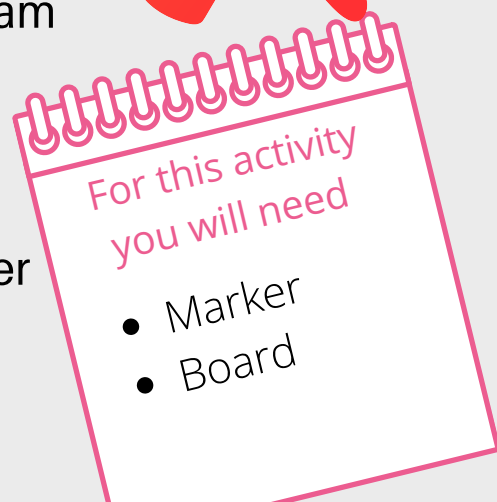 am
For this activity
you will need
er
• Marker
• Board